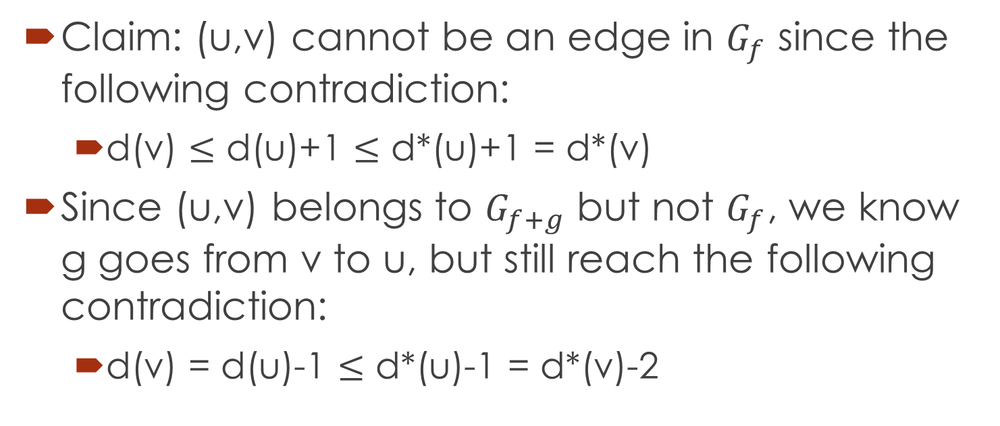 Claim: (u,v) cannot be an edge in $G_f$ since the
following contradiction:
d(v) ≤ d(u)+1 ≤ d*(u)+1 = d*(v)
Since (u,v) belongs to $G_{f+g}$ but not $G_f$, we know
g goes from v to u, but still reach the following
contradiction:
d(v) = d(u)-1 ≤ d*(u)-1 = d*(v)-2